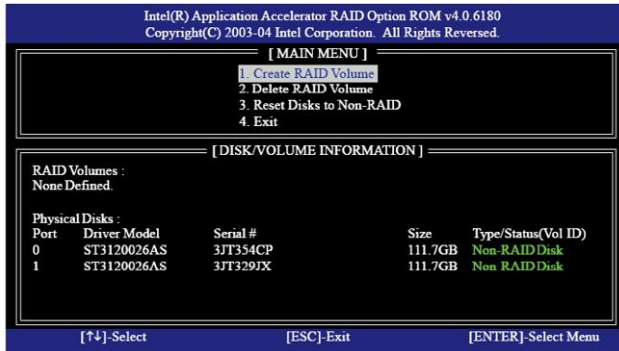 Intel(R) Application Accelerator RAID Option ROM v4.0.6180
Copyright(C) 2003-04 Intel Corporation. All Rights Reversed.
[ MAIN MENU ]
1. Create RAID Volume
2. Delete RAID Volume
3. Reset Disks to Non-RAID
4. Exit
[ DISK/VOLUME INFORMATION ]
RAID Volumes :
None Defined.
Physical Disks :
Port Driver Model Serial # Size Type/Status(Vol ID)
0 ST3120026AS 3JT354CP 111.7GB Non-RAID Disk
1 ST3120026AS 3JT329JX 111.7GB Non RAID Disk
[↑↓]-Select [ESC]-Exit [ENTER]-Select Menu